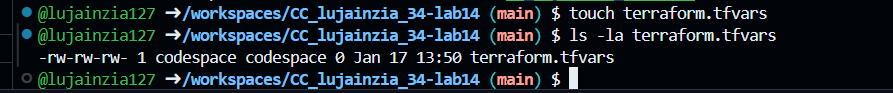 @lujainzia127 ➜/workspaces/CC_lujainzia_34-lab14 (main) $ touch terraform.tfvars
@lujainzia127 ➜/workspaces/CC_lujainzia_34-lab14 (main) $ ls -la terraform.tfvars
-rw-rw-rw- 1 codespace codespace 0 Jan 17 13:50 terraform.tfvars
@lujainzia127 ➜/workspaces/CC_lujainzia_34-lab14 (main) $